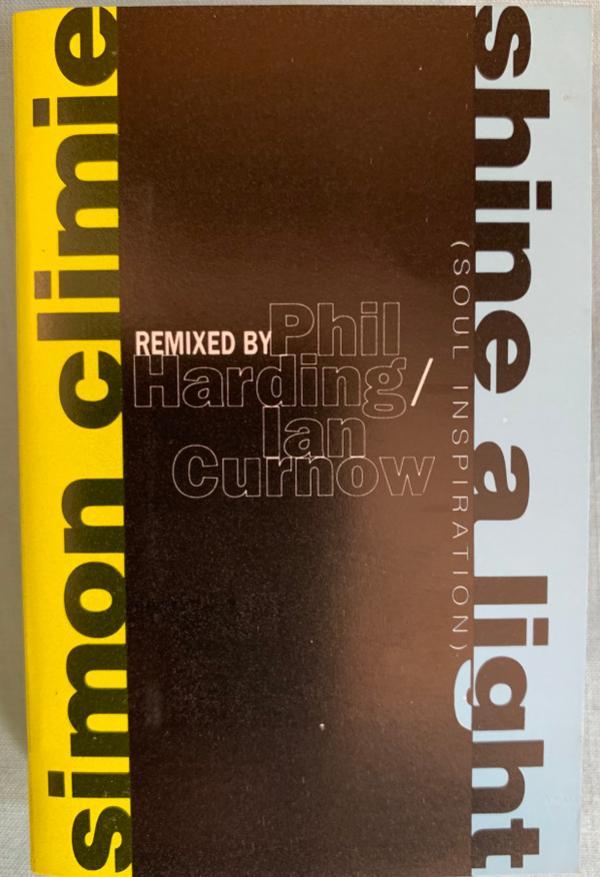 simon climie
REMIXED BY Phil
Harding/
Ian
Curnow
(SOUL INSPIRATION)
shine a light